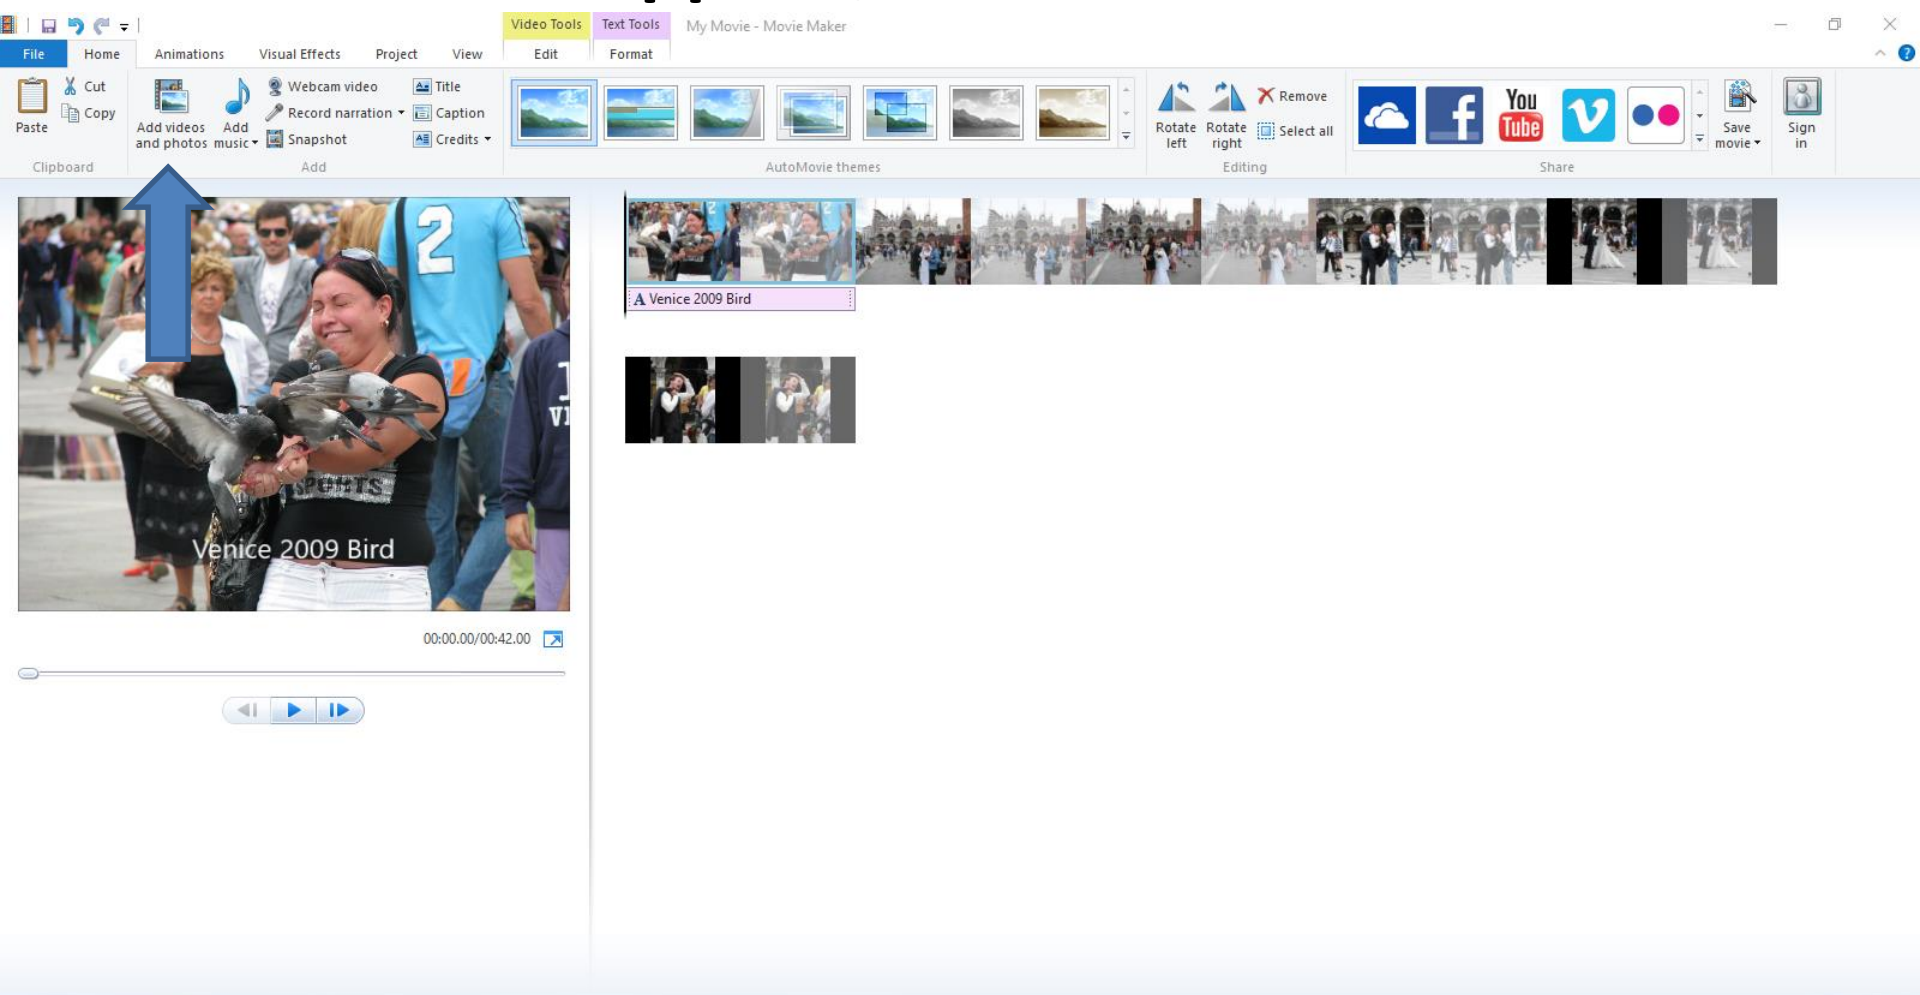 Video Tools Text Tools My Movie - Movie Maker
File Home Animations Visual Effects Project View Edit Format
Paste
Cut
Copy
Clipboard
Add videos
and photos
Add
music
Webcam video
Record narration
Snapshot
Title
Caption
Credits
Add
AutoMovie themes
Rotate
left
Rotate
right
Remove
Select all
Editing
f
You
Tube
v
Share
Save
movie
Sign
in
2
SPORTS
Venice 2009 Bird
00:00.00/00:42.00
A Venice 2009 Bird